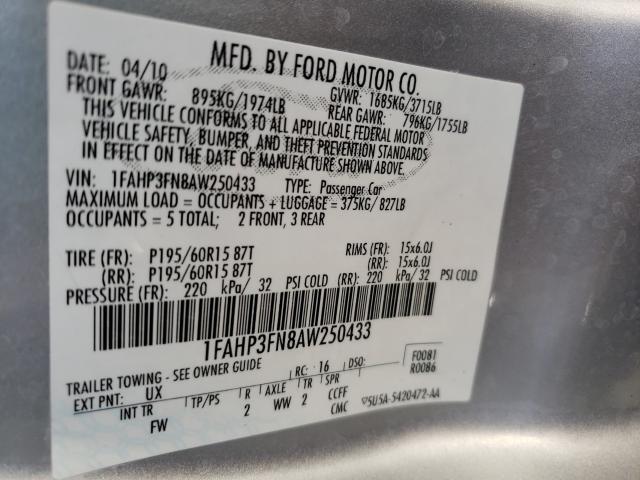 MFD. BY FORD MOTOR CO.
DATE: 04/10 GVWR: 1685KG/3715LB
FRONT GAWR: 895KG/1974LB REAR GAWR: 796KG/1755LB
THIS VEHICLE CONFORMS TO ALL APPLICABLE FEDERAL MOTOR
VEHICLE SAFETY, BUMPER, AND THEFT PREVENTION STANDARDS
IN EFFECT ON THE DATE OF MANUFACTURE SHOWN ABOVE.
VIN: 1FAHP3FN8AW250433 TYPE: Passenger Car
MAXIMUM LOAD = OCCUPANTS + LUGGAGE = 375KG/ 827LB
OCCUPANTS = 5 TOTAL; 2 FRONT, 3 REAR
TIRE (FR): P195/60R15 87T RIMS (FR): 15x6.0J
(RR): P195/60R15 87T (RR): 15x6.0J
PRESSURE (FR): 220 kPa/ 32 PSI COLD (RR): 220 kPa/ 32 PSI COLD
1FAHP3FN8AW250433
TRAILER TOWING - SEE OWNER GUIDE RC: 16 DSO: F0081
R0086
EXT PNT: UX TP/PS R AXLE TR SPR
INT TR FW 2 WW 2 CCFF
CMC 5U5A-5420472-AA